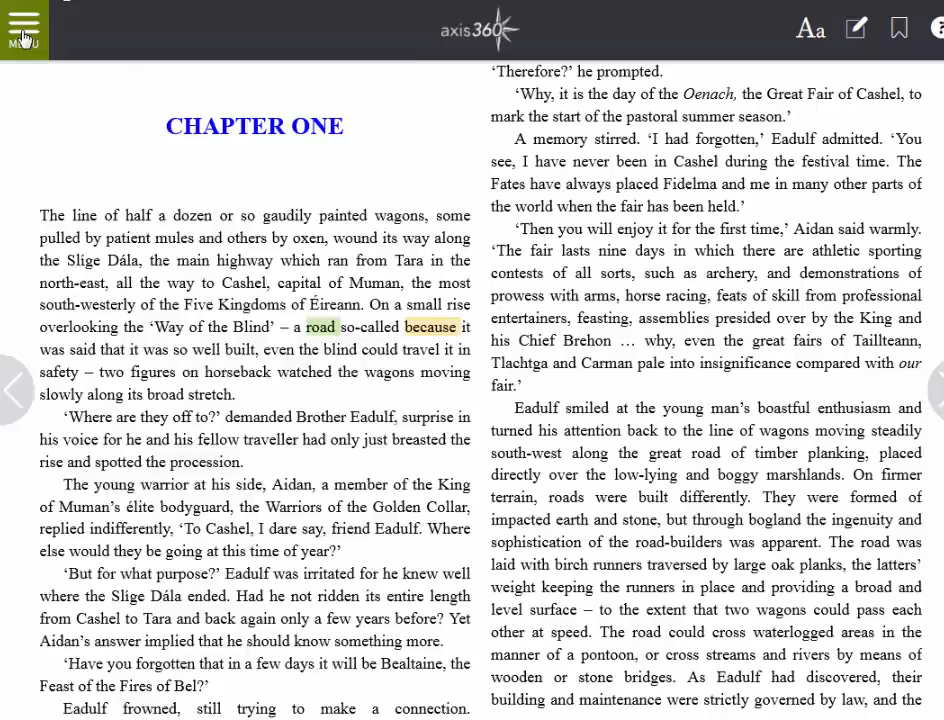 MENU
axis360
Aa
CHAPTER ONE
The line of half a dozen or so gaudily painted wagons, some
pulled by patient mules and others by oxen, wound its way along
the Slíge Dála, the main highway which ran from Tara in the
north-east, all the way to Cashel, capital of Muman, the most
south-westerly of the Five Kingdoms of Éireann. On a small rise
overlooking the ‘Way of the Blind’ – a road so-called because it
was said that it was so well built, even the blind could travel it in
safety – two figures on horseback watched the wagons moving
slowly along its broad stretch.
‘Where are they off to?’ demanded Brother Eadulf, surprise in
his voice for he and his fellow traveller had only just breasted the
rise and spotted the procession.
The young warrior at his side, Aidan, a member of the King
of Muman’s élite bodyguard, the Warriors of the Golden Collar,
replied indifferently, ‘To Cashel, I dare say, friend Eadulf. Where
else would they be going at this time of year?’
‘But for what purpose?’ Eadulf was irritated for he knew well
where the Slíge Dála ended. Had he not ridden its entire length
from Cashel to Tara and back again only a few years before? Yet
Aidan’s answer implied that he should know something more.
‘Have you forgotten that in a few days it will be Bealtaine, the
Feast of the Fires of Bel?’
Eadulf frowned, still trying to make a connection.
‘Therefore?’ he prompted.
‘Why, it is the day of the Oenach, the Great Fair of Cashel, to
mark the start of the pastoral summer season.’
A memory stirred. ‘I had forgotten,’ Eadulf admitted. ‘You
see, I have never been in Cashel during the festival time. The
Fates have always placed Fidelma and me in many other parts of
the world when the fair has been held.’
‘Then you will enjoy it for the first time,’ Aidan said warmly.
‘The fair lasts nine days in which there are athletic sporting
contests of all sorts, such as archery, and demonstrations of
prowess with arms, horse racing, feats of skill from professional
entertainers, feasting, assemblies presided over by the King and
his Chief Brehon … why, even the great fairs of Taillteann,
Tlachtga and Carman pale into insignificance compared with our
fair.’
Eadulf smiled at the young man’s boastful enthusiasm and
turned his attention back to the line of wagons moving steadily
south-west along the great road of timber planking, placed
directly over the low-lying and boggy marshlands. On firmer
terrain, roads were built differently. They were formed of
impacted earth and stone, but through bogland the ingenuity and
sophistication of the road-builders was apparent. The road was
laid with birch runners traversed by large oak planks, the latters’
weight keeping the runners in place and providing a broad and
level surface – to the extent that two wagons could pass each
other at speed. The road could cross waterlogged areas in the
manner of a pontoon, or cross streams and rivers by means of
wooden or stone bridges. As Eadulf had discovered, their
building and maintenance were strictly governed by law, and the